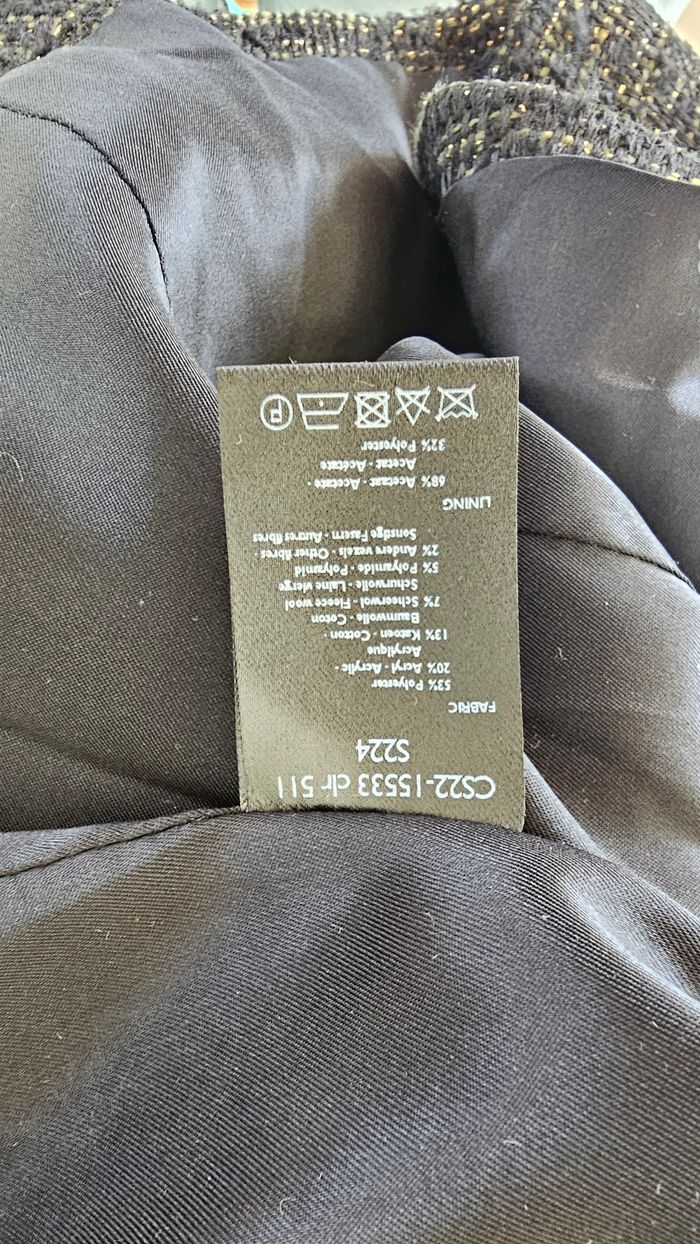 CS22-15533 clr 511
S224
FABRIC
53% Polyester
20% Acryl - Acrylic -
Acrylique
13% Katoen - Cotton -
Baumwolle - Coton
7% Scheerwol - Fleece wool
Schurwolle - Laine vierge
5% Polyamide - Polyamid
2% Andere vezels - Other fibres -
Sonstige Fasern - Autres fibres
LINING
68% Acetaat - Acetate -
Acetat - Acétate
32% Polyester
P